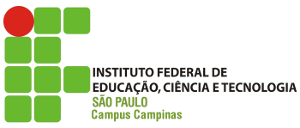 INSTITUTO FEDERAL DE
EDUCAÇÃO, CIÊNCIA E TECNOLOGIA
SÃO PAULO
Campus Campinas